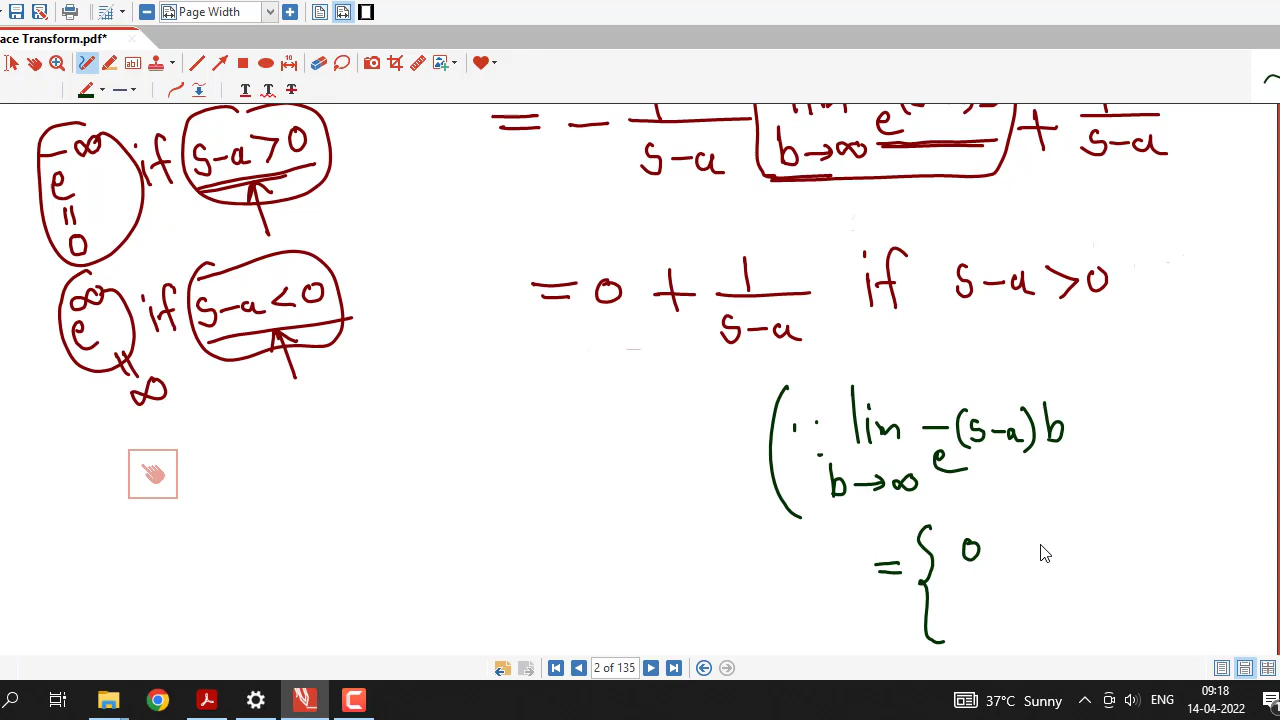 Page Width
ace Transform.pdf*
= - 1/(s-a) lim b→∞ e + 1/(s-a)
-∞
e if s-a>0
=
0
∞
e if s-a<0
=
∞
= 0 + 1/(s-a) if s-a>0
(∵ lim b→∞ e -(s-a)b
= { 0
2 of 135
37°C Sunny
ENG
09:18
14-04-2022